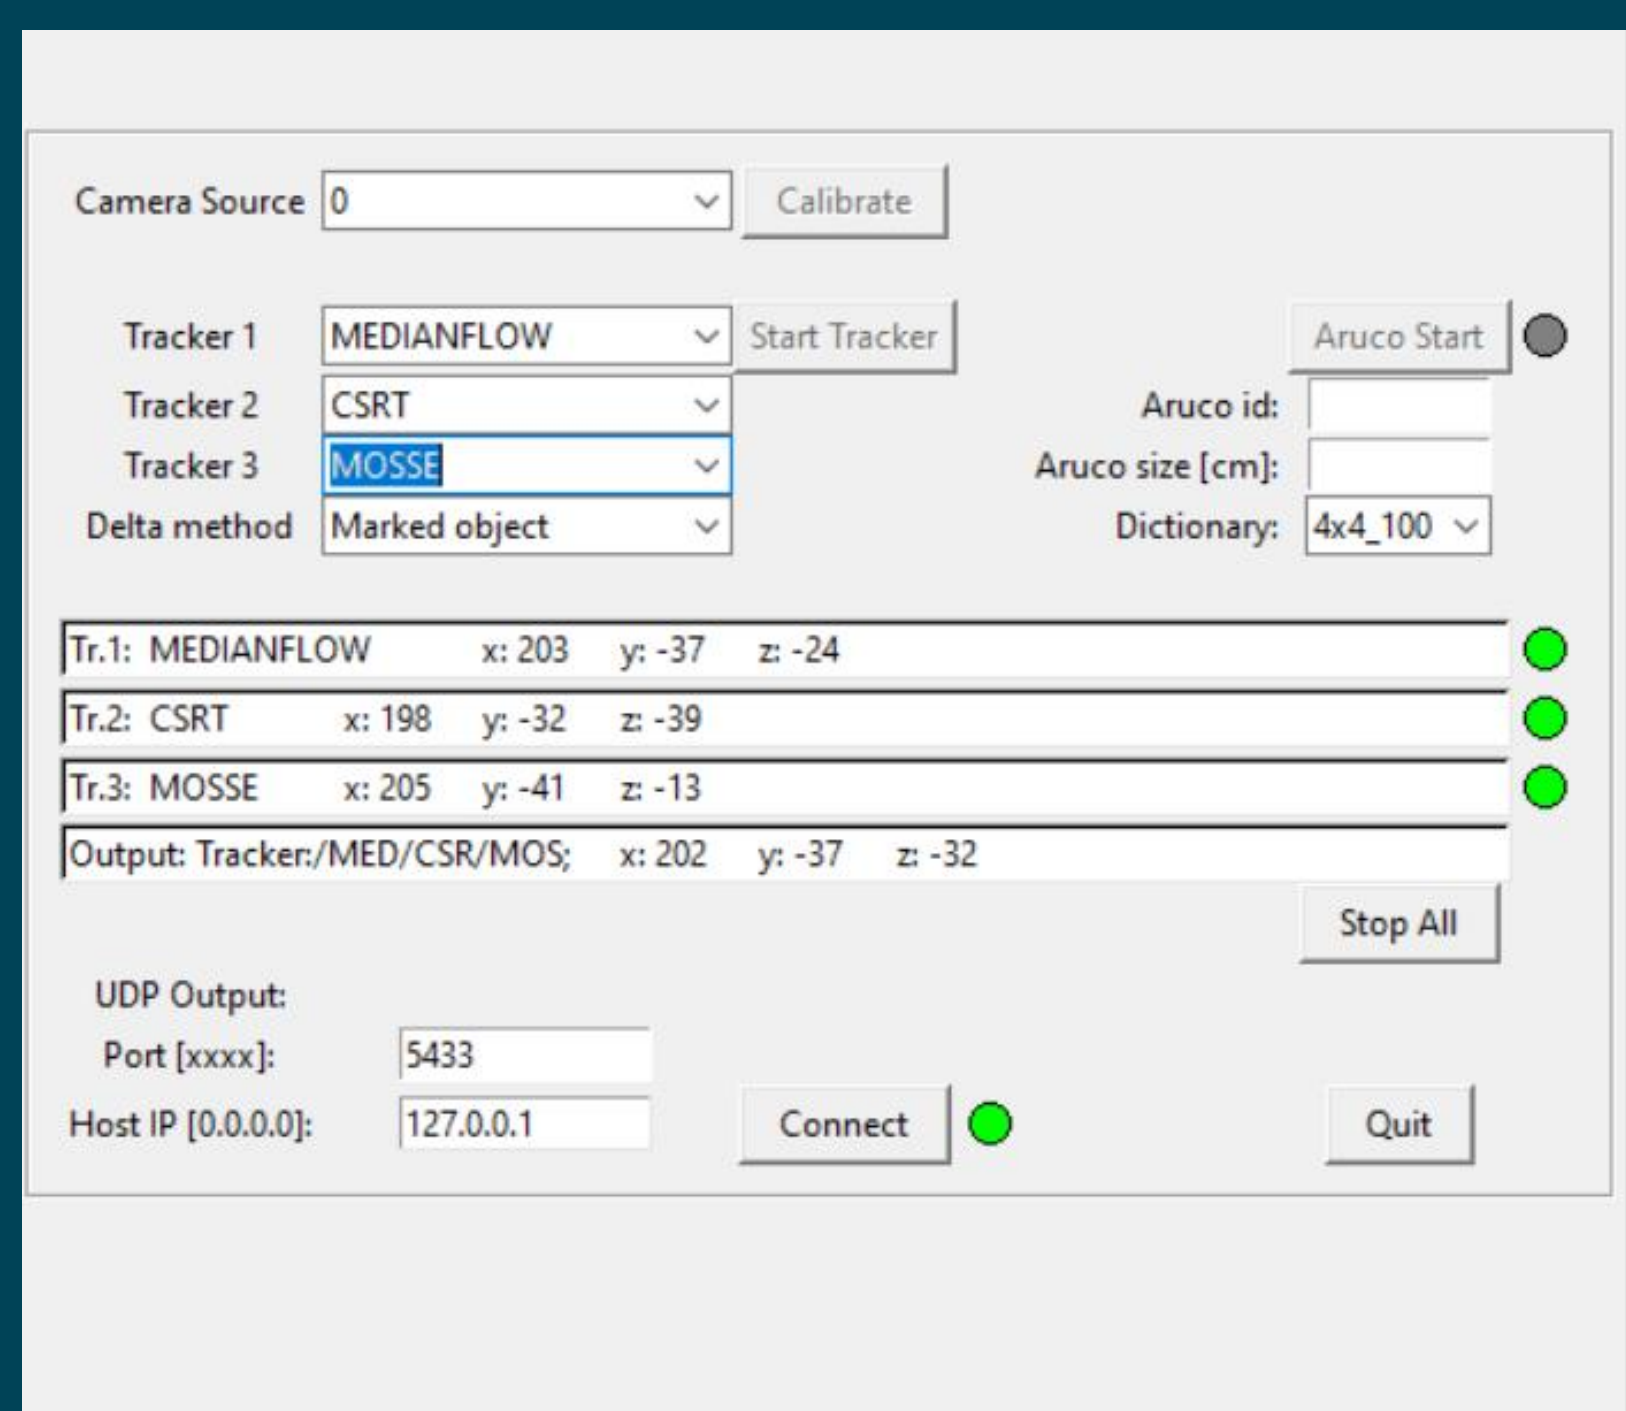 Camera Source 0 Calibrate
Tracker 1 MEDIANFLOW Start Tracker Aruco Start
Tracker 2 CSRT Aruco id:
Tracker 3 MOSSE Aruco size [cm]:
Delta method Marked object Dictionary: 4x4_100
Tr.1: MEDIANFLOW x: 203 y: -37 z: -24
Tr.2: CSRT x: 198 y: -32 z: -39
Tr.3: MOSSE x: 205 y: -41 z: -13
Output: Tracker:/MED/CSR/MOS; x: 202 y: -37 z: -32
Stop All
UDP Output:
Port [xxxx]: 5433
Host IP [0.0.0.0]: 127.0.0.1 Connect Quit